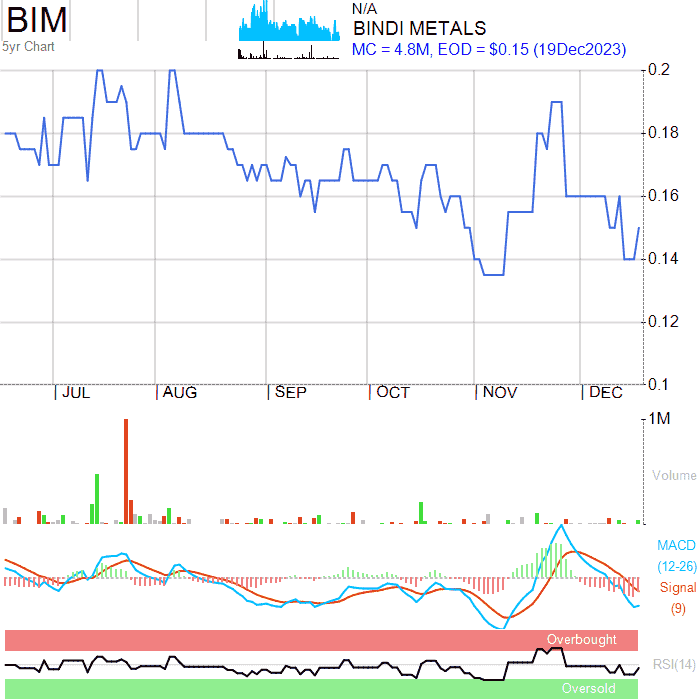 BIM
5yr Chart
N/A
BINDI METALS
MC = 4.8M, EOD = $0.15 (19Dec2023)
0.2
0.18
0.16
0.14
0.12
0.1
JUL AUG SEP OCT NOV DEC
1M
Volume
MACD
(12-26)
Signal
(9)
Overbought
RSI(14)
Oversold